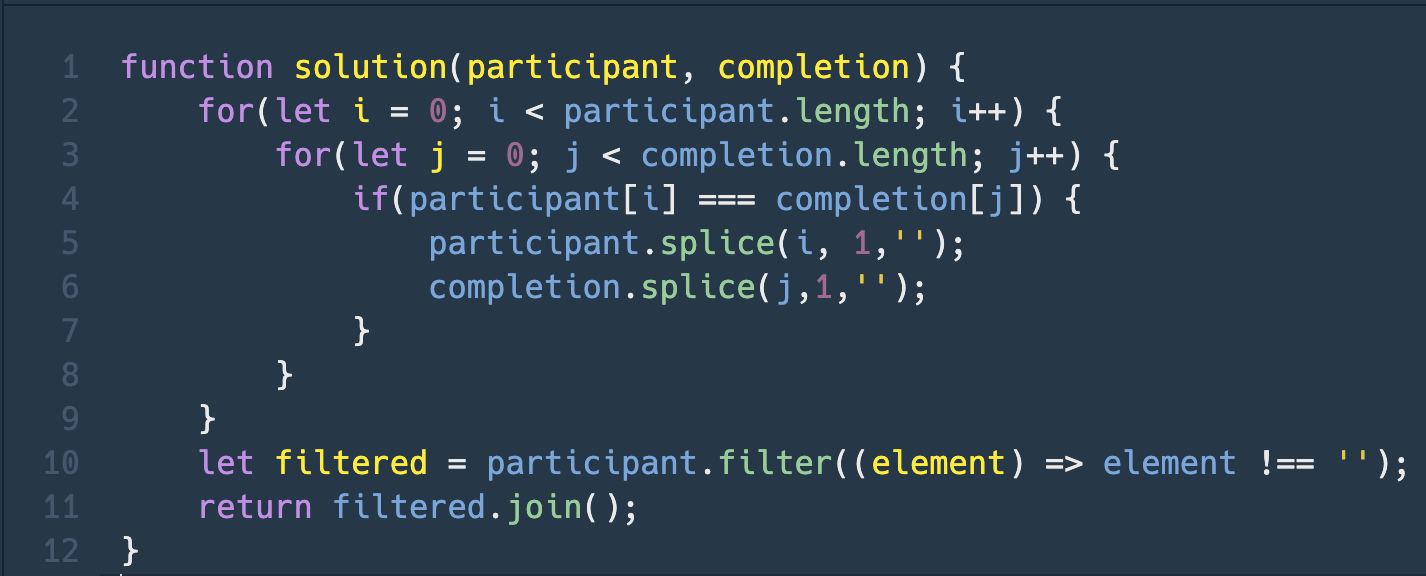 1 function solution(participant, completion) {
2     for(let i = 0; i < participant.length; i++) {
3         for(let j = 0; j < completion.length; j++) {
4             if(participant[i] === completion[j]) {
5                 participant.splice(i, 1,'');
6                 completion.splice(j,1,'');
7             }
8         }
9     }
10     let filtered = participant.filter((element) => element !== '');
11     return filtered.join();
12 }